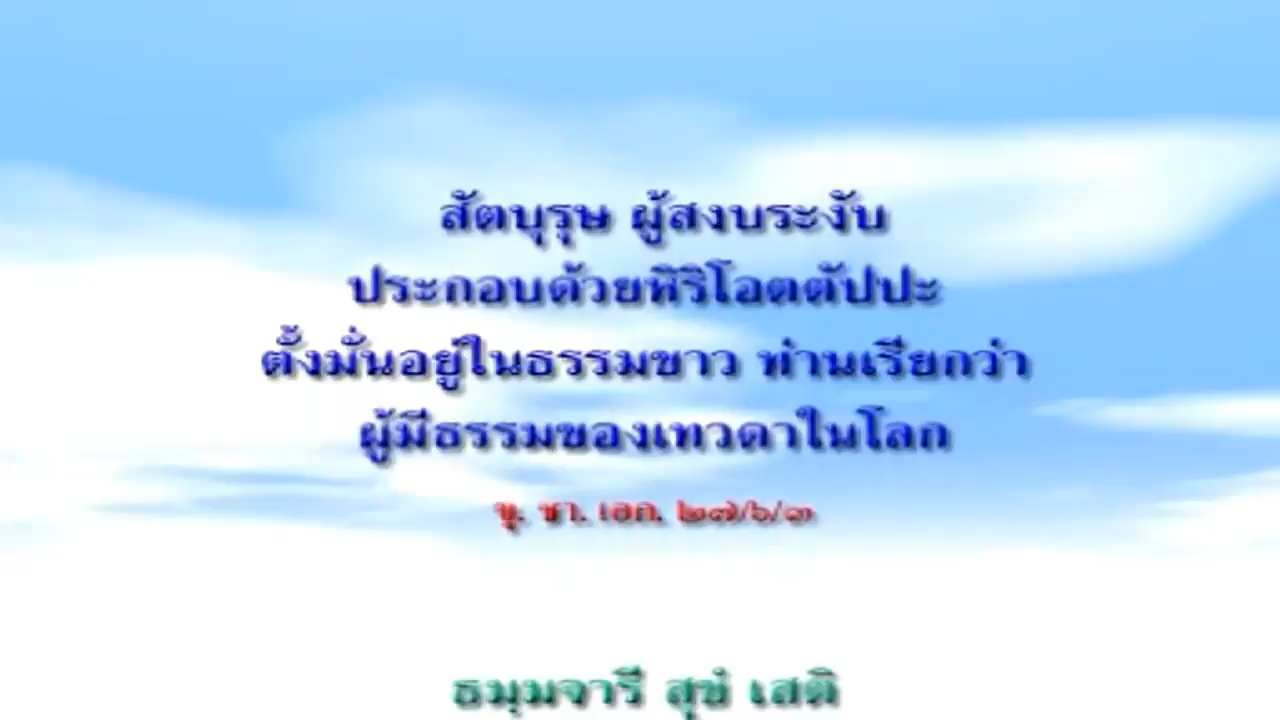 สัตบุรุษ ผู้สงบระงับ
ประกอบด้วยหิริโอตตัปปะ
ตั้งมั่นอยู่ในธรรมขาว ท่านเรียกว่า
ผู้มีธรรมของเทวดาในโลก
ขุ. ชา. เอก. ๒๗/๖/๓
ธมฺมจารี สุขํ เสติ